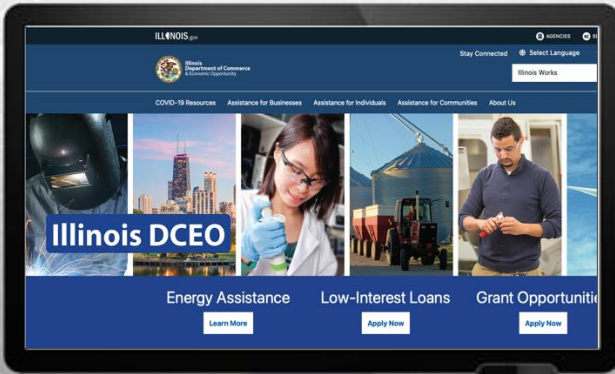 ILLINOIS.gov
AGENCIES
Stay Connected
Select Language
Illinois
Department of Commerce
& Economic Opportunity
Illinois Works
COVID-19 Resources
Assistance for Businesses
Assistance for Individuals
Assistance for Communities
About Us
Illinois DCEO
Energy Assistance
Low-Interest Loans
Grant Opportunitie
Learn More
Apply Now
Apply Now